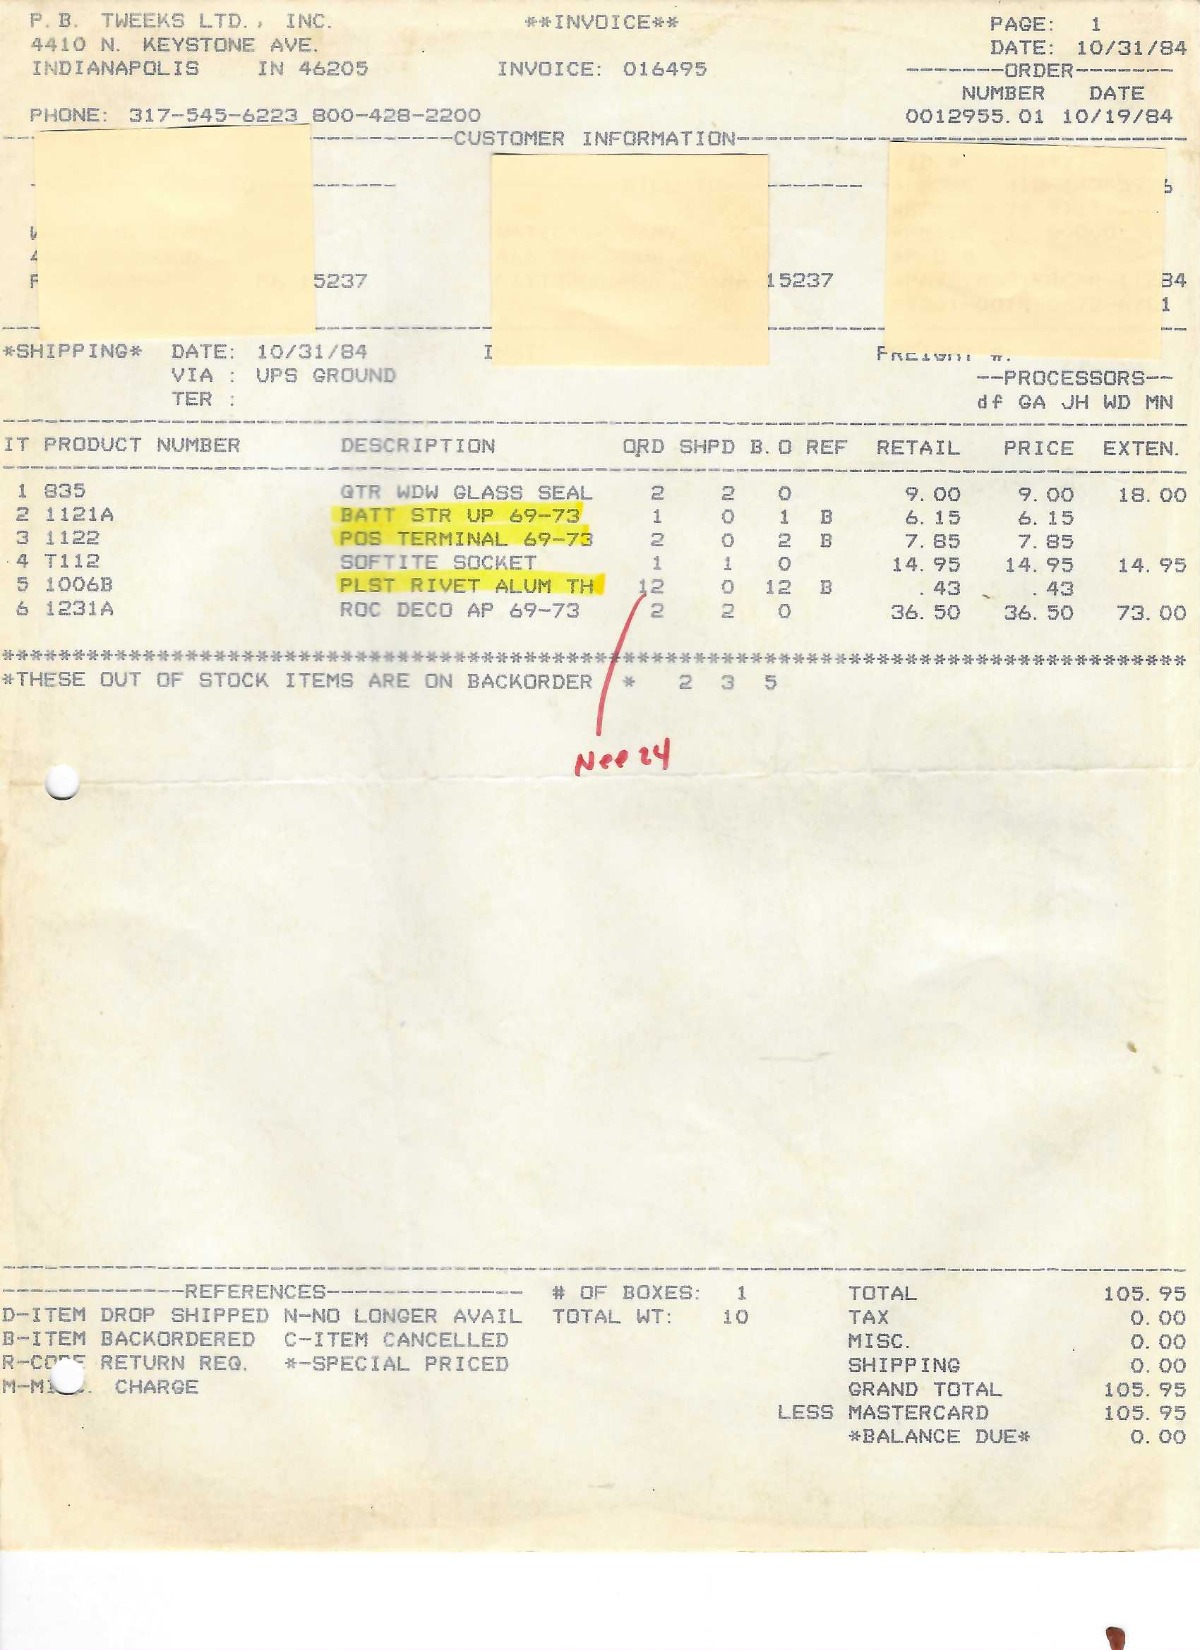 P.B. TWEEKS LTD., INC. **INVOICE** PAGE: 1
4410 N. KEYSTONE AVE. DATE: 10/31/84
INDIANAPOLIS IN 46205 INVOICE: 016495 -------ORDER-------
NUMBER DATE
PHONE: 317-545-6223 800-428-2200 0012955.01 10/19/84
CUSTOMER INFORMATION
5237 15237 84
1
*SHIPPING* DATE: 10/31/84 I FREIGHT #:
VIA : UPS GROUND --PROCESSORS--
TER : df GA JH WD MN
IT PRODUCT NUMBER DESCRIPTION ORD SHPD B.O REF RETAIL PRICE EXTEN.
1 835 QTR WDW GLASS SEAL 2 2 0 9.00 9.00 18.00
2 1121A BATT STR UP 69-73 1 0 1 B 6.15 6.15
3 1122 POS TERMINAL 69-73 2 0 2 B 7.85 7.85
4 T112 SOFTITE SOCKET 1 1 0 14.95 14.95 14.95
5 1006B PLST RIVET ALUM TH 12 0 12 B .43 .43
6 1231A ROC DECO AP 69-73 2 2 0 36.50 36.50 73.00
*THESE OUT OF STOCK ITEMS ARE ON BACKORDER * 2 3 5
Nee 24
REFERENCES # OF BOXES: 1 TOTAL 105.95
D-ITEM DROP SHIPPED N-NO LONGER AVAIL TOTAL WT: 10 TAX 0.00
B-ITEM BACKORDERED C-ITEM CANCELLED MISC. 0.00
R-CORE RETURN REQ. *-SPECIAL PRICED SHIPPING 0.00
CHARGE GRAND TOTAL 105.95
LESS MASTERCARD 105.95
*BALANCE DUE* 0.00